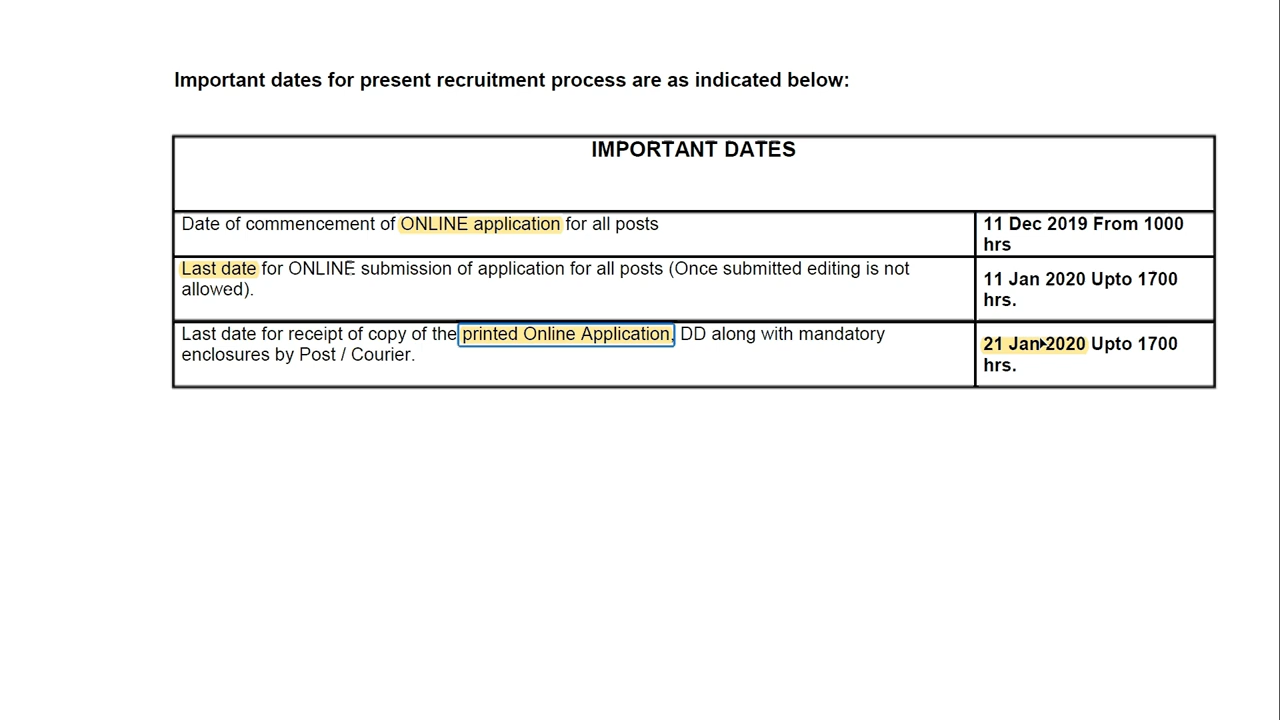 Important dates for present recruitment process are as indicated below:
IMPORTANT DATES
Date of commencement of ONLINE application for all posts
11 Dec 2019 From 1000
hrs
Last date for ONLINE submission of application for all posts (Once submitted editing is not
allowed).
11 Jan 2020 Upto 1700
hrs.
Last date for receipt of copy of the printed Online Application, DD along with mandatory
enclosures by Post / Courier.
21 Jan 2020 Upto 1700
hrs.